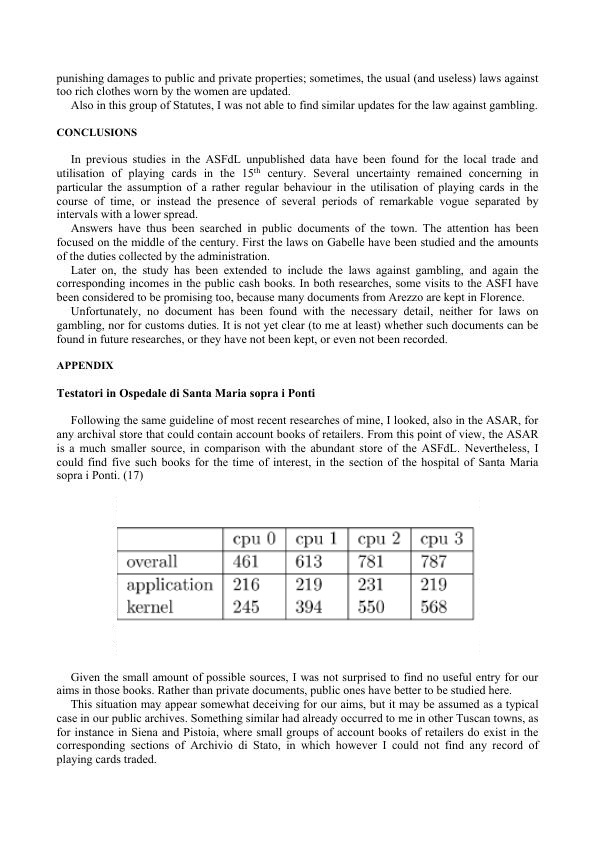 punishing damages to public and private properties; sometimes, the usual (and useless) laws against
too rich clothes worn by the women are updated.
Also in this group of Statutes, I was not able to find similar updates for the law against gambling.
CONCLUSIONS
In previous studies in the ASFdL unpublished data have been found for the local trade and
utilisation of playing cards in the 15th century. Several uncertainty remained concerning in
particular the assumption of a rather regular behaviour in the utilisation of playing cards in the
course of time, or instead the presence of several periods of remarkable vogue separated by
intervals with a lower spread.
Answers have thus been searched in public documents of the town. The attention has been
focused on the middle of the century. First the laws on Gabelle have been studied and the amounts
of the duties collected by the administration.
Later on, the study has been extended to include the laws against gambling, and again the
corresponding incomes in the public cash books. In both researches, some visits to the ASFI have
been considered to be promising too, because many documents from Arezzo are kept in Florence.
Unfortunately, no document has been found with the necessary detail, neither for laws on
gambling, nor for customs duties. It is not yet clear (to me at least) whether such documents can be
found in future researches, or they have not been kept, or even not been recorded.
APPENDIX
Testatori in Ospedale di Santa Maria sopra i Ponti
Following the same guideline of most recent researches of mine, I looked, also in the ASAR, for
any archival store that could contain account books of retailers. From this point of view, the ASAR
is a much smaller source, in comparison with the abundant store of the ASFdL. Nevertheless, I
could find five such books for the time of interest, in the section of the hospital of Santa Maria
sopra i Ponti. (17)
cpu 0 cpu 1 cpu 2 cpu 3
overall 461 613 781 787
application 216 219 231 219
kernel 245 394 550 568
Given the small amount of possible sources, I was not surprised to find no useful entry for our
aims in those books. Rather than private documents, public ones have better to be studied here.
This situation may appear somewhat deceiving for our aims, but it may be assumed as a typical
case in our public archives. Something similar had already occurred to me in other Tuscan towns, as
for instance in Siena and Pistoia, where small groups of account books of retailers do exist in the
corresponding sections of Archivio di Stato, in which however I could not find any record of
playing cards traded.